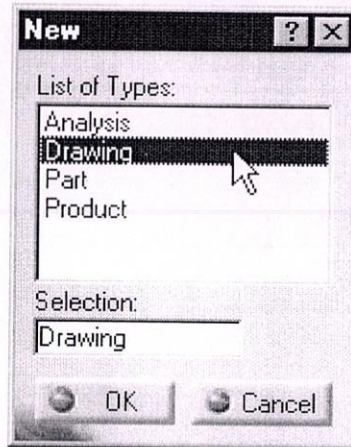 New
? ×
List of Types:
Analysis
Drawing
Part
Product
Selection:
Drawing
OK
Cancel